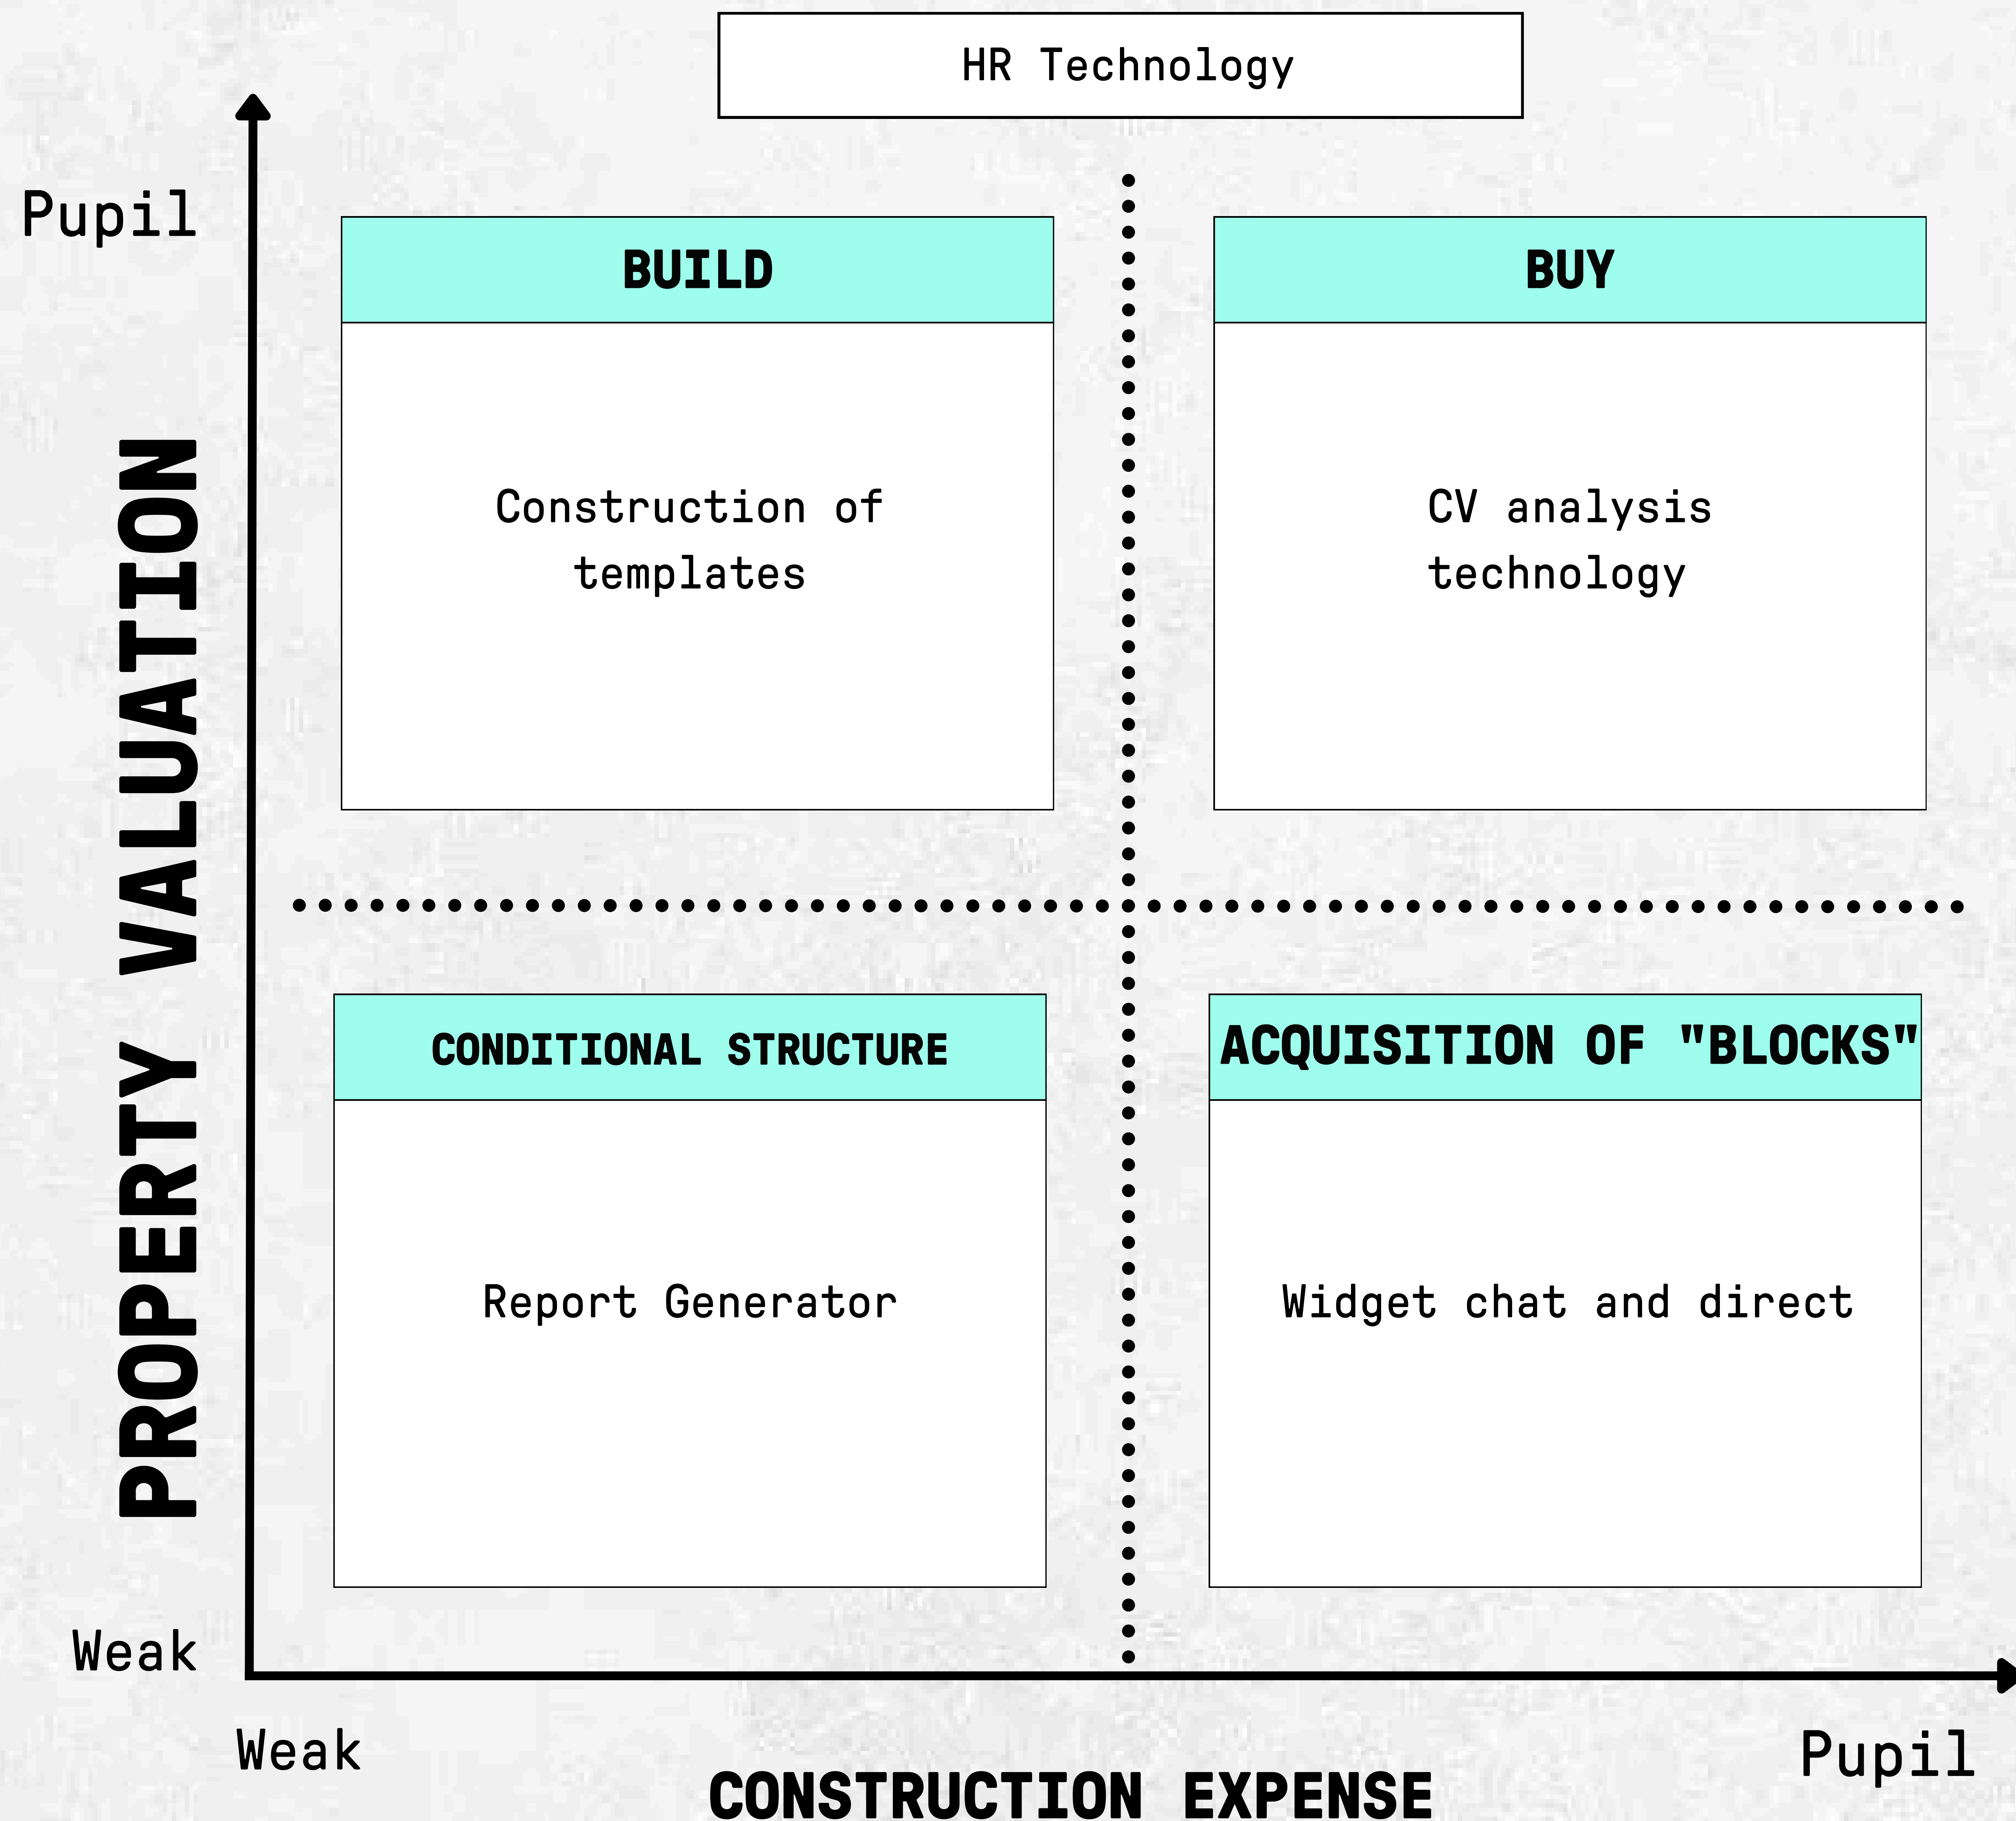 HR Technology
Pupil
BUILD
BUY
Construction of
templates
CV analysis
technology
PROPERTY VALUATION
CONDITIONAL STRUCTURE
ACQUISITION OF "BLOCKS"
Report Generator
Widget chat and direct
Weak
Weak
Pupil
CONSTRUCTION EXPENSE